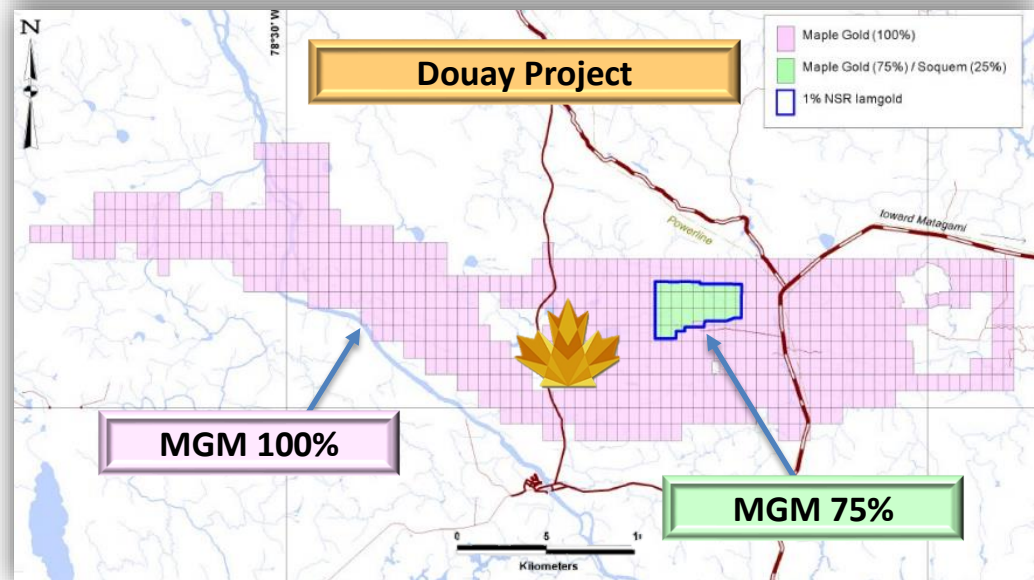 N
78°30' W
Douay Project
Maple Gold (100%)
Maple Gold (75%) / Soquem (25%)
1% NSR Iamgold
Powerline
toward Matagami
MGM 100%
MGM 75%
0 5
Kilometers